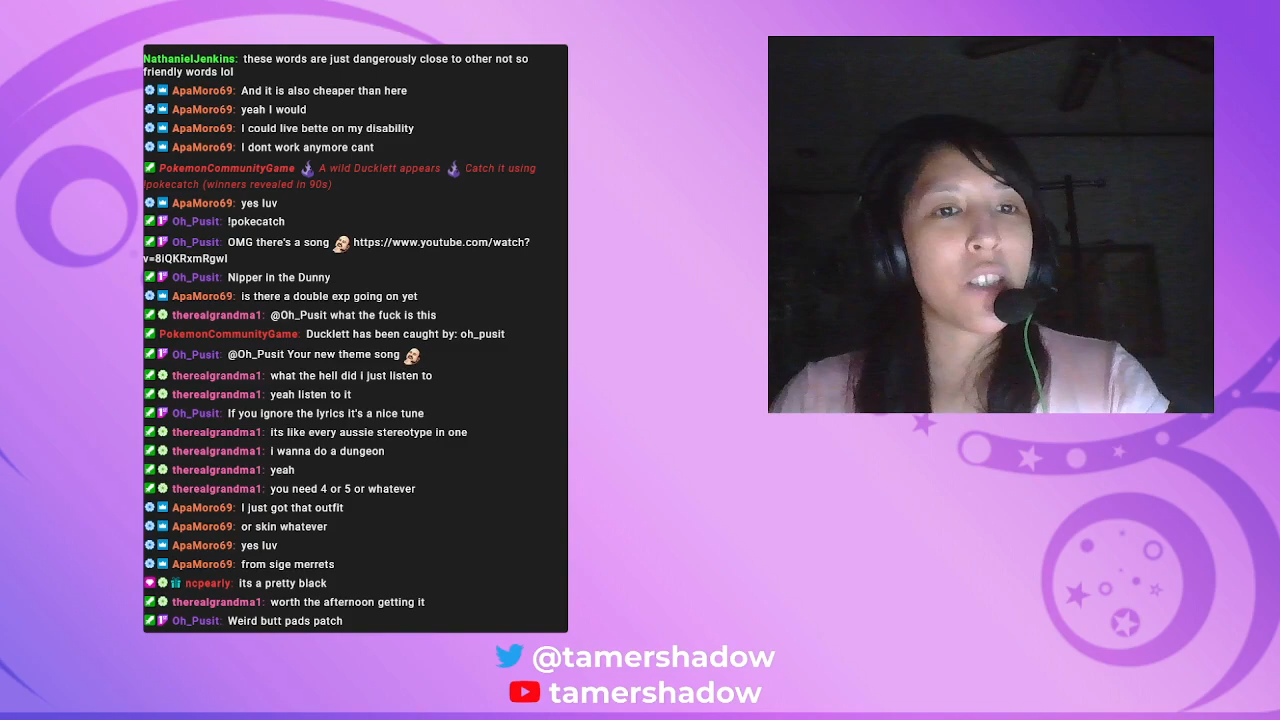 NathanielJenkins: these words are just dangerously close to other not so
friendly words lol
ApaMoro69: And it is also cheaper than here
ApaMoro69: yeah I would
ApaMoro69: I could live bette on my disability
ApaMoro69: I dont work anymore cant
PokemonCommunityGame A wild Ducklett appears Catch it using
!pokecatch (winners revealed in 90s)
ApaMoro69: yes luv
Oh_Pusit: !pokecatch
Oh_Pusit: OMG there's a song https://www.youtube.com/watch?
v=8iQKRxmRgwI
Oh_Pusit: Nipper in the Dunny
ApaMoro69: is there a double exp going on yet
therealgrandma1: @Oh_Pusit what the fuck is this
PokemonCommunityGame: Ducklett has been caught by: oh_pusit
Oh_Pusit: @Oh_Pusit Your new theme song
therealgrandma1: what the hell did i just listen to
therealgrandma1: yeah listen to it
Oh_Pusit: If you ignore the lyrics it's a nice tune
therealgrandma1: its like every aussie stereotype in one
therealgrandma1: i wanna do a dungeon
therealgrandma1: yeah
therealgrandma1: you need 4 or 5 or whatever
ApaMoro69: I just got that outfit
ApaMoro69: or skin whatever
ApaMoro69: yes luv
ApaMoro69: from sige merrets
ncpearly: its a pretty black
therealgrandma1: worth the afternoon getting it
Oh_Pusit: Weird butt pads patch
@tamershadow
tamershadow